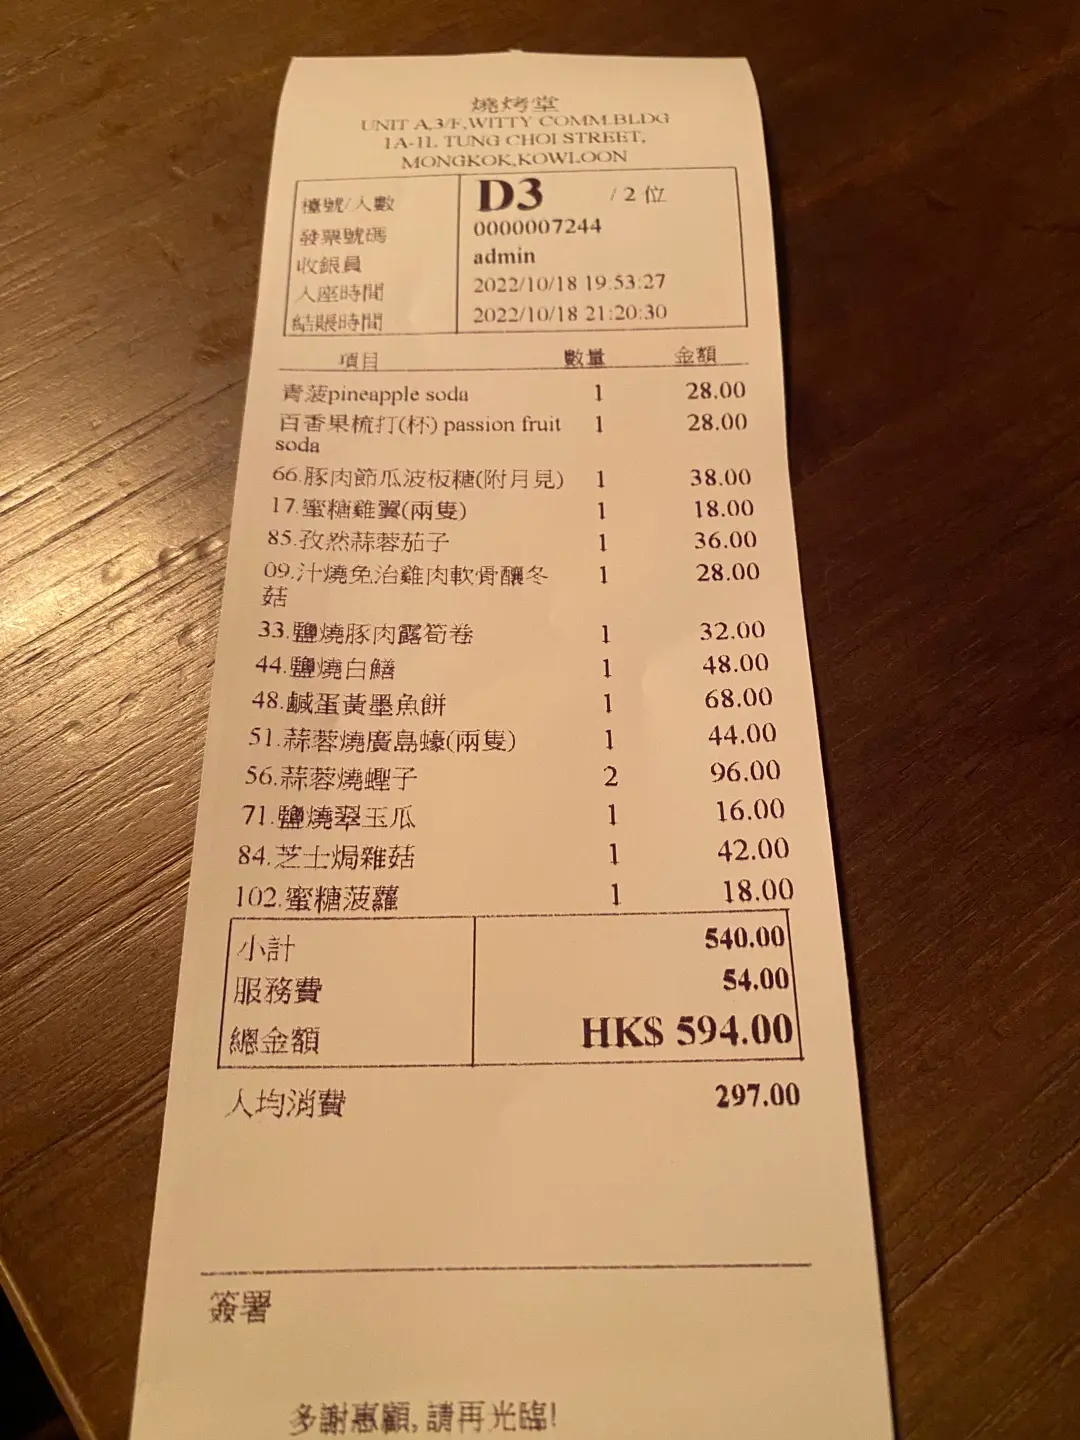 燒烤堂
UNIT A,3/F,WITTY COMM.BLDG
1A-1L TUNG CHOI STREET,
MONGKOK,KOWLOON
檯號/人數 D3 / 2 位
發票號碼 0000007244
收銀員 admin
入座時間 2022/10/18 19:53:27
結賬時間 2022/10/18 21:20:30
項目 數量 金額
青菠pineapple soda 1 28.00
百香果梳打(杯) passion fruit 1 28.00
soda
66.豚肉節瓜波板糖(附月見) 1 38.00
17.蜜糖雞翼(兩隻) 1 18.00
85.孜然蒜蓉茄子 1 36.00
09.汁燒免治雞肉軟骨釀冬 1 28.00
菇
33.鹽燒豚肉露筍卷 1 32.00
44.鹽燒白鱔 1 48.00
48.鹹蛋黃墨魚餅 1 68.00
51.蒜蓉燒廣島蠔(兩隻) 1 44.00
56.蒜蓉燒蟶子 2 96.00
71.鹽燒翠玉瓜 1 16.00
84.芝士焗雜菇 1 42.00
102.蜜糖菠蘿 1 18.00
小計 540.00
服務費 54.00
總金額 HK$ 594.00
人均消費 297.00
簽署
多謝惠顧,請再光臨!